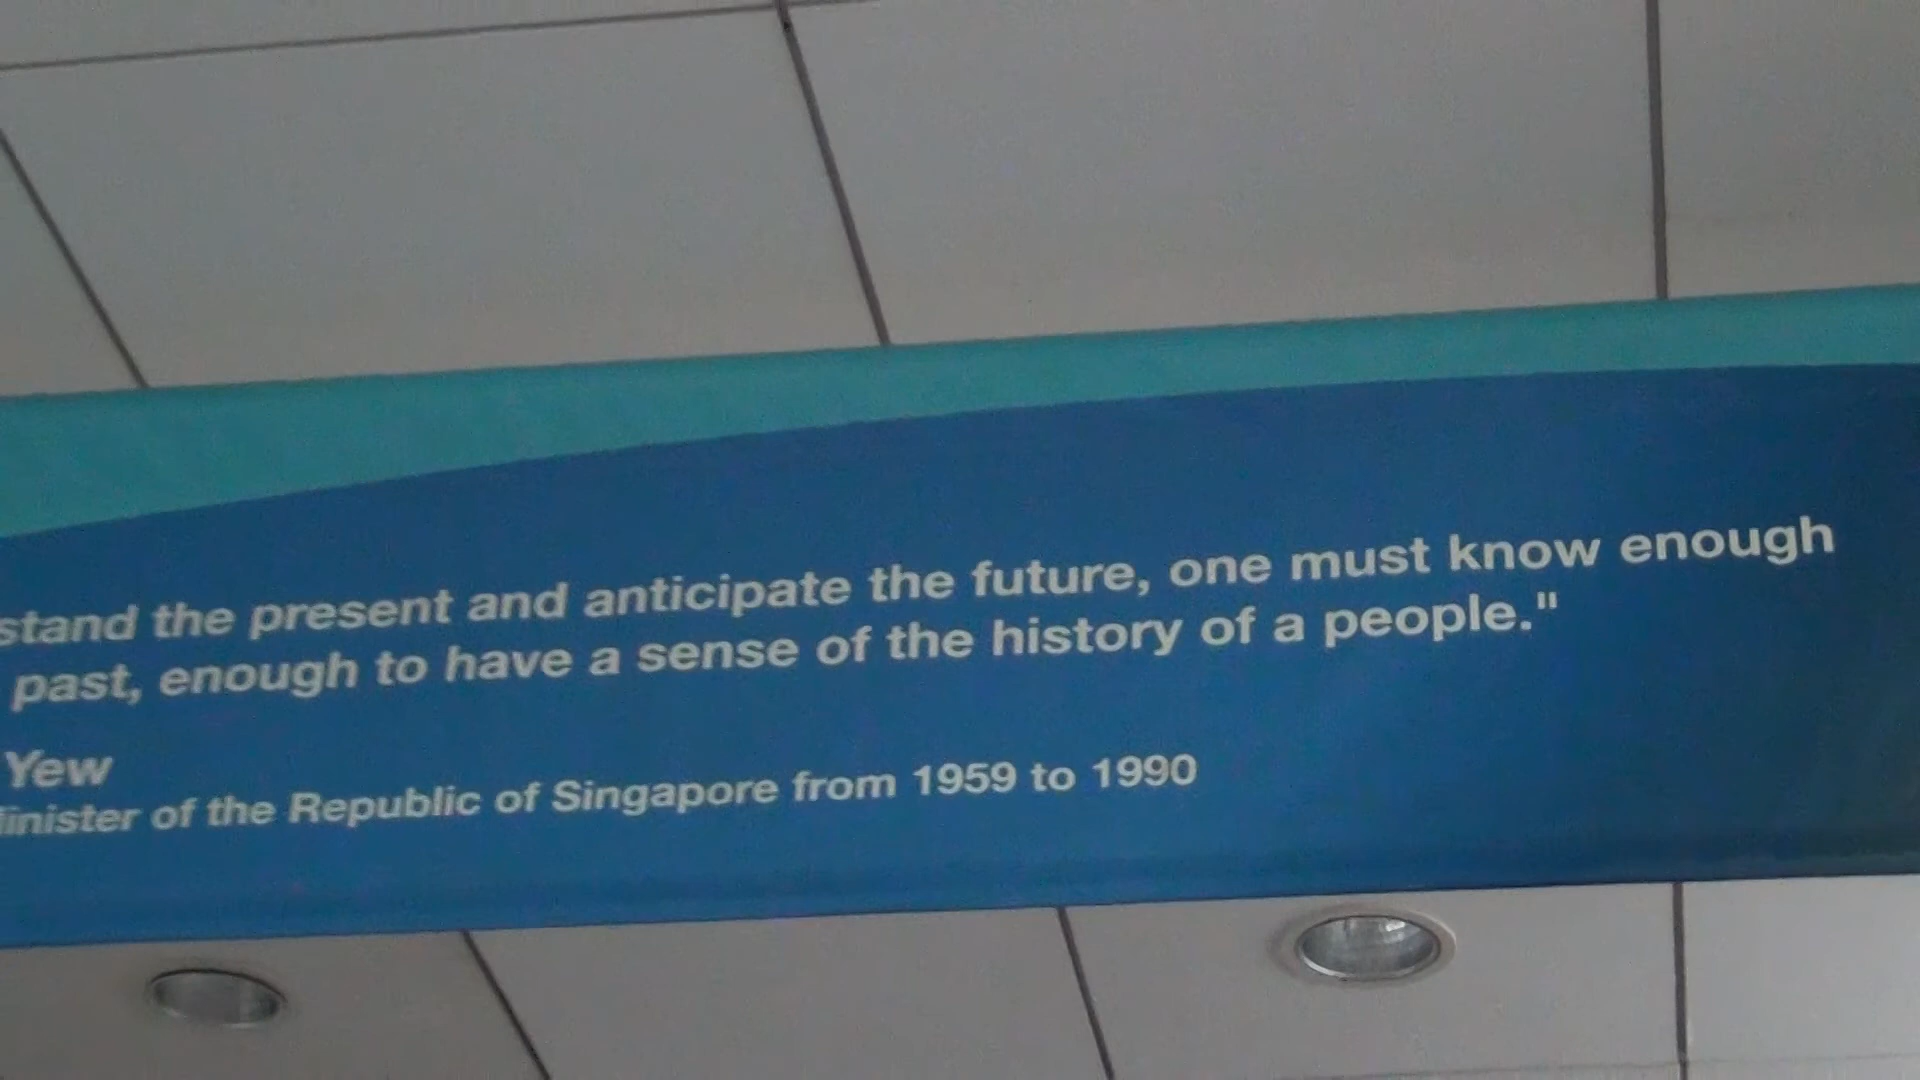 stand the present and anticipate the future, one must know enough
past, enough to have a sense of the history of a people."
Yew
inister of the Republic of Singapore from 1959 to 1990